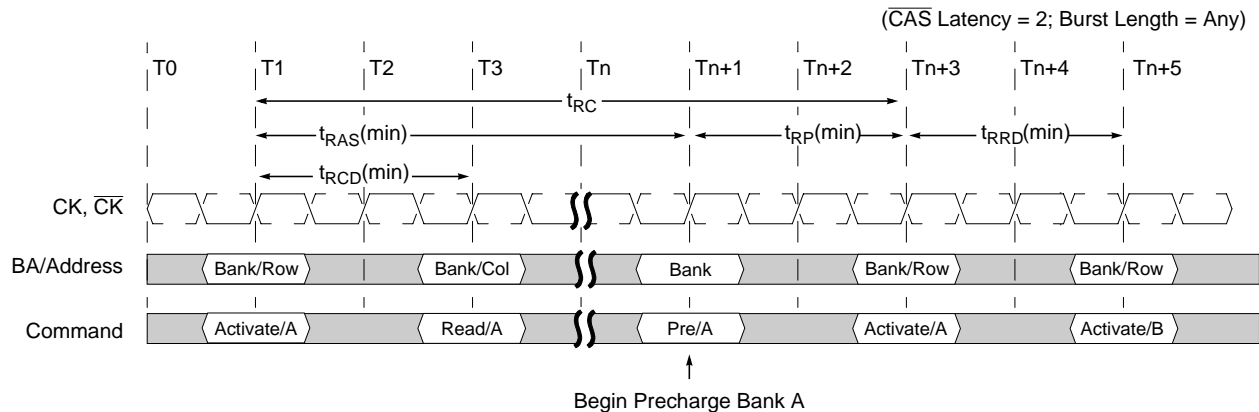 (CAS Latency = 2; Burst Length = Any)
T0 T1 T2 T3 Tn Tn+1 Tn+2 Tn+3 Tn+4 Tn+5
tRC
tRAS(min) tRP(min) tRRD(min)
tRCD(min)
CK, CK
BA/Address Bank/Row Bank/Col Bank Bank/Row Bank/Row
Command Activate/A Read/A Pre/A Activate/A Activate/B
Begin Precharge Bank A